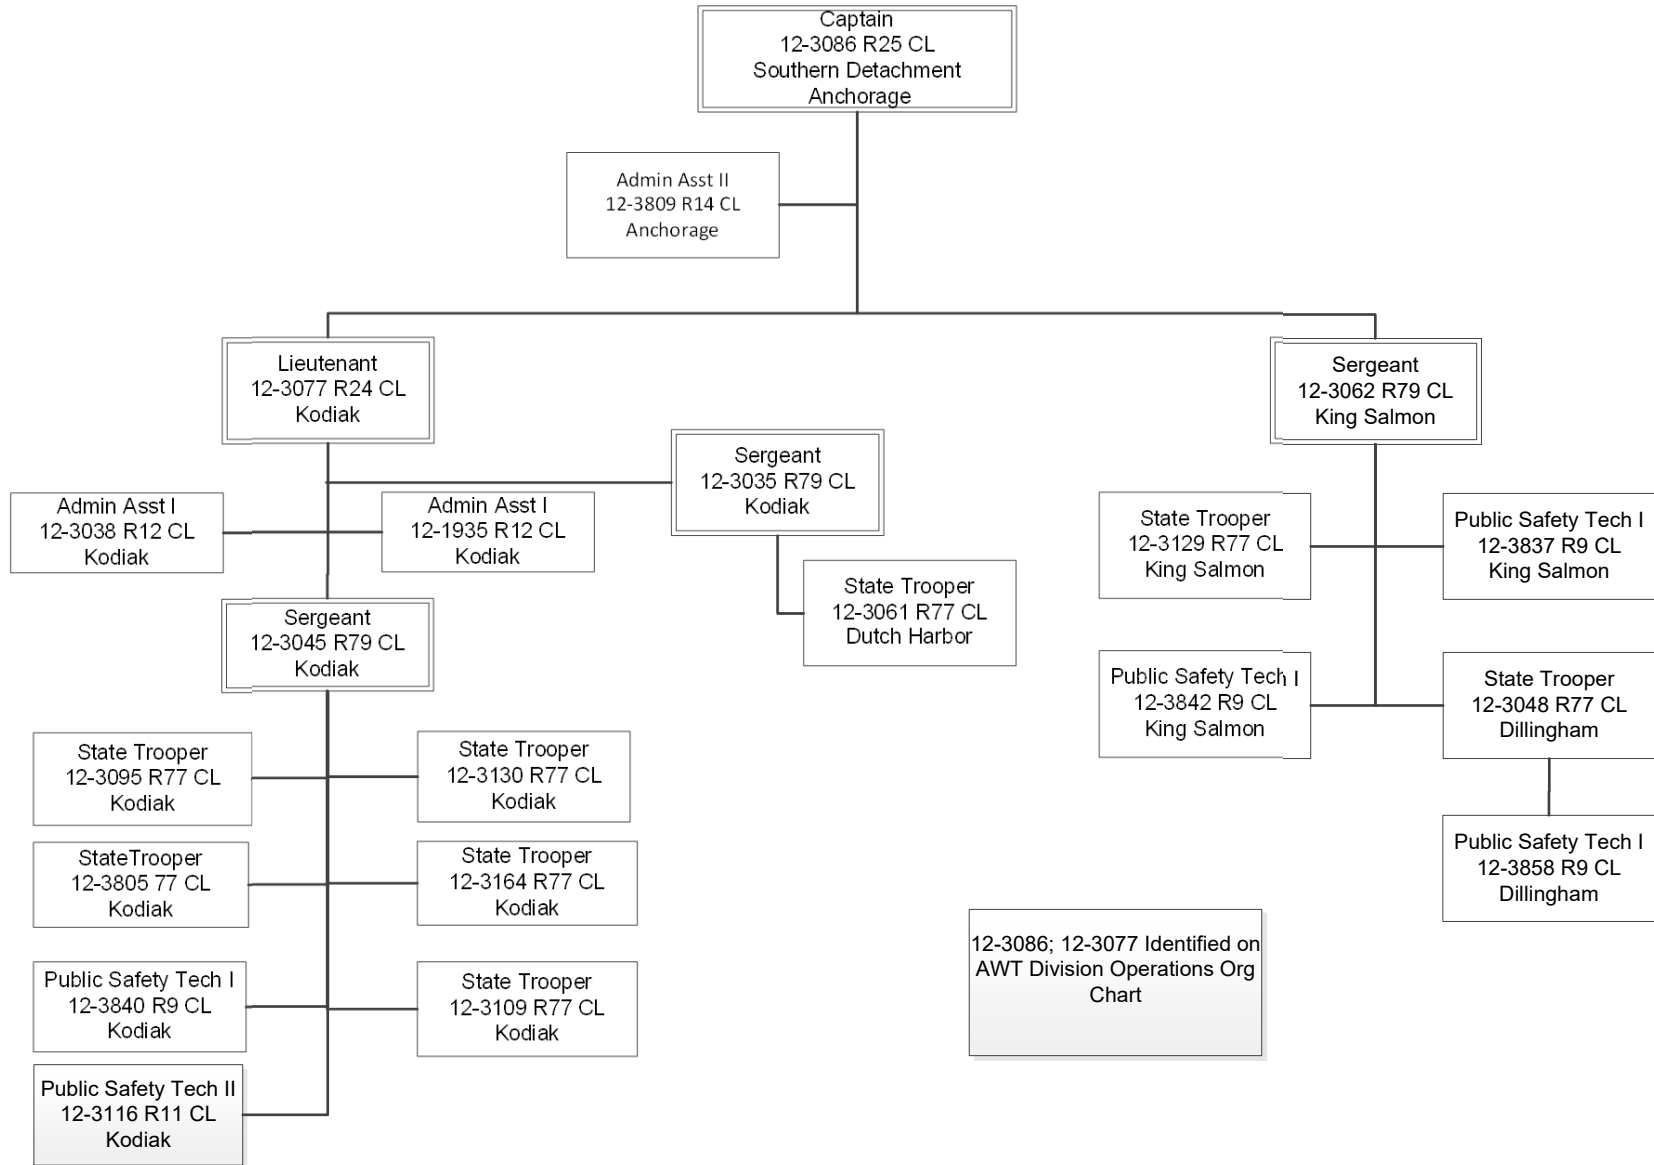 Captain
12-3086 R25 CL
Southern Detachment
Anchorage
Admin Asst II
12-3809 R14 CL
Anchorage
Lieutenant
12-3077 R24 CL
Kodiak
Sergeant
12-3062 R79 CL
King Salmon
Sergeant
12-3035 R79 CL
Kodiak
Admin Asst I
12-3038 R12 CL
Kodiak
Admin Asst I
12-1935 R12 CL
Kodiak
State Trooper
12-3129 R77 CL
King Salmon
Public Safety Tech I
12-3837 R9 CL
King Salmon
State Trooper
12-3061 R77 CL
Dutch Harbor
Sergeant
12-3045 R79 CL
Kodiak
Public Safety Tech I
12-3842 R9 CL
King Salmon
State Trooper
12-3048 R77 CL
Dillingham
State Trooper
12-3095 R77 CL
Kodiak
State Trooper
12-3130 R77 CL
Kodiak
StateTrooper
12-3805 77 CL
Kodiak
State Trooper
12-3164 R77 CL
Kodiak
Public Safety Tech I
12-3858 R9 CL
Dillingham
Public Safety Tech I
12-3840 R9 CL
Kodiak
State Trooper
12-3109 R77 CL
Kodiak
12-3086; 12-3077 Identified on
AWT Division Operations Org
Chart
Public Safety Tech II
12-3116 R11 CL
Kodiak